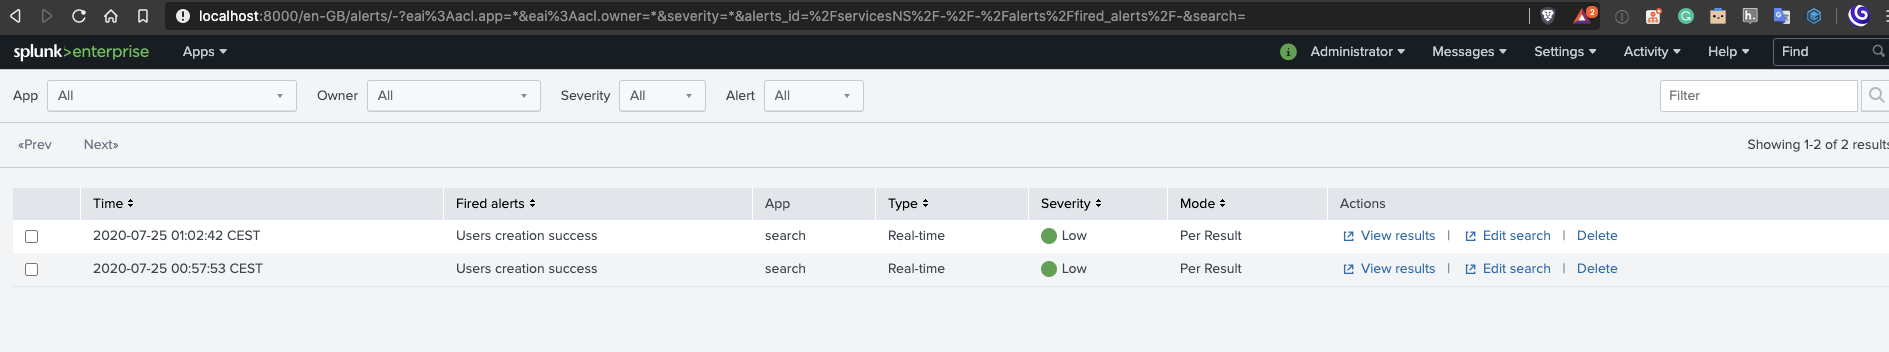 localhost:8000/en-GB/alerts/-?eai%3Aacl.app=*&eai%3Aacl.owner=*&severity=*&alerts_id=%2FservicesNS%2F-%2F-%2Falerts%2Ffired_alerts%2F-&search=
2
h.
G
splunk>enterprise Apps i Administrator Messages Settings Activity Help Find
App All Owner All Severity All Alert All Filter
«Prev Next» Showing 1-2 of 2 results
Time Fired alerts App Type Severity Mode Actions
2020-07-25 01:02:42 CEST Users creation success search Real-time Low Per Result View results | Edit search | Delete
2020-07-25 00:57:53 CEST Users creation success search Real-time Low Per Result View results | Edit search | Delete